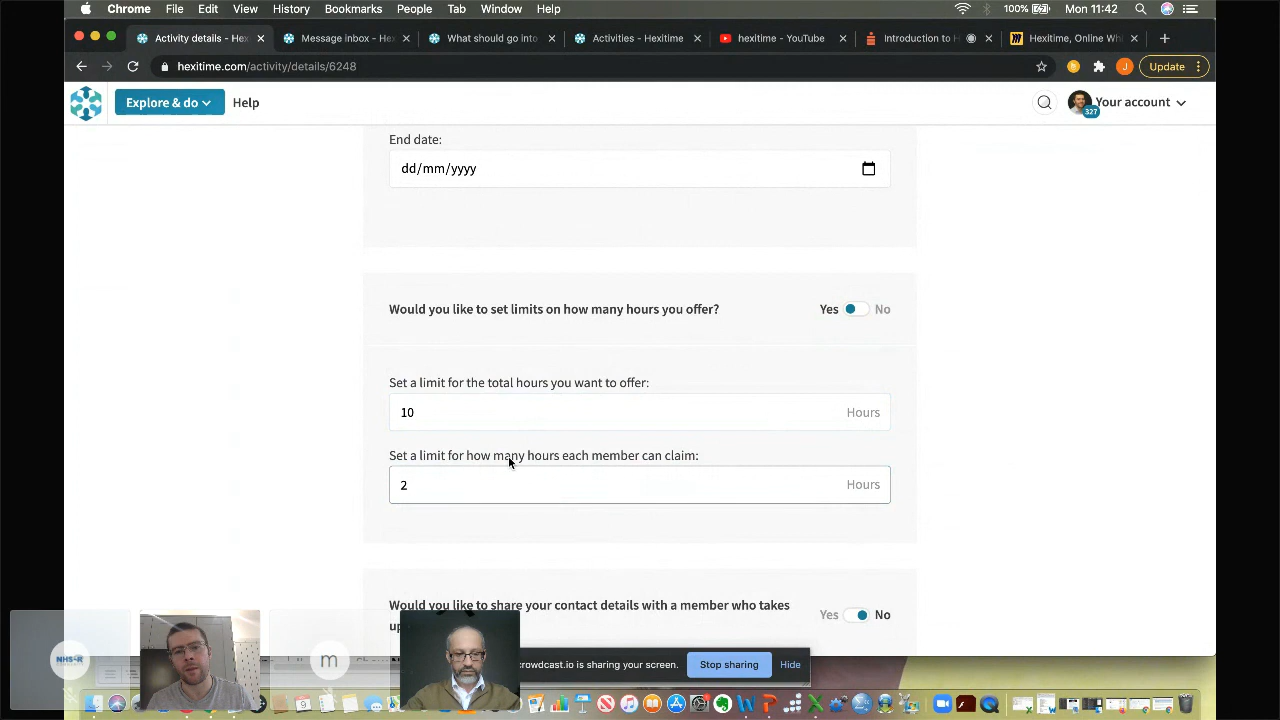 Chrome File Edit View History Bookmarks People Tab Window Help 100% Mon 11:42
Activity details - Hex Message inbox - He What should go into Activities - Hexitime hexitime - YouTube Introduction to H Hexitime, Online Wh
hexitime.com/activity/details/6248 J Update
Explore & do Help Your account
327
End date:
dd/mm/yyyy
Would you like to set limits on how many hours you offer? Yes No
Set a limit for the total hours you want to offer:
10 Hours
Set a limit for how many hours each member can claim:
2 Hours
Would you like to share your contact details with a member who takes
Yes No
crowdcast.io is sharing your screen. Stop sharing Hide
NHS-R
m